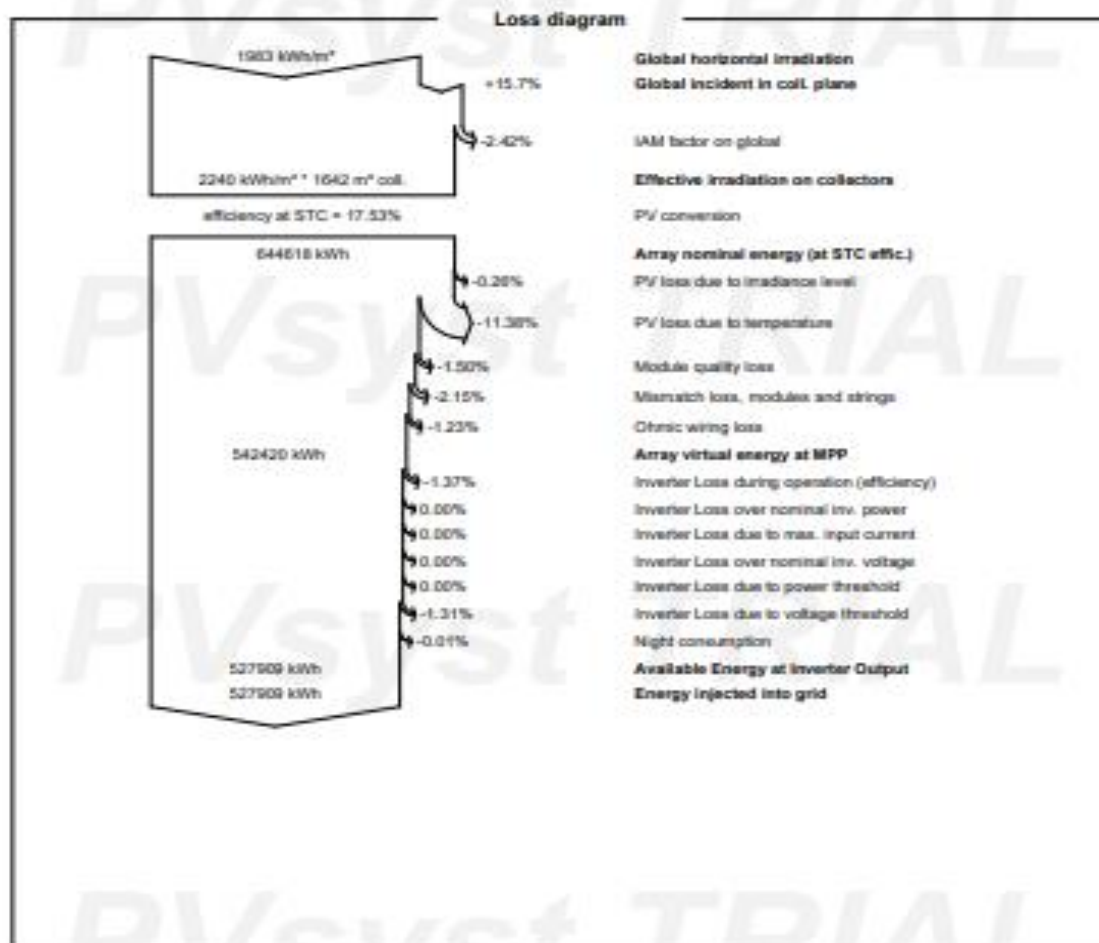 PVsyst TRIAL
Loss diagram
1983 kWh/m² Global horizontal irradiation
+15.7% Global incident in coll. plane
-2.42% IAM factor on global
2240 kWh/m² * 1642 m² coll. Effective irradiation on collectors
efficiency at STC = 17.53% PV conversion
644618 kWh Array nominal energy (at STC effic.)
-0.26% PV loss due to irradiance level
PVsyst TRIAL
-11.38% PV loss due to temperature
-1.50% Module quality loss
-2.15% Mismatch loss, modules and strings
-1.23% Ohmic wiring loss
542420 kWh Array virtual energy at MPP
-1.37% Inverter Loss during operation (efficiency)
0.00% Inverter Loss over nominal inv. power
0.00% Inverter Loss due to max. input current
0.00% Inverter Loss over nominal inv. voltage
0.00% Inverter Loss due to power threshold
-1.31% Inverter Loss due to voltage threshold
PVsyst TRIAL
-0.01% Night consumption
527909 kWh Available Energy at Inverter Output
527909 kWh Energy injected into grid
PVsyst TRIAL